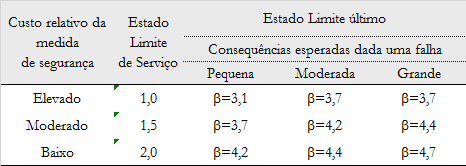 Custo relativo da medida de segurança
Estado Limite de Serviço
Estado Limite último
Consequências esperadas dada uma falha
Pequena Moderada Grande
Elevado 1,0 β=3,1 β=3,7 β=3,7
Moderado 1,5 β=3,7 β=4,2 β=4,4
Baixo 2,0 β=4,2 β=4,4 β=4,7